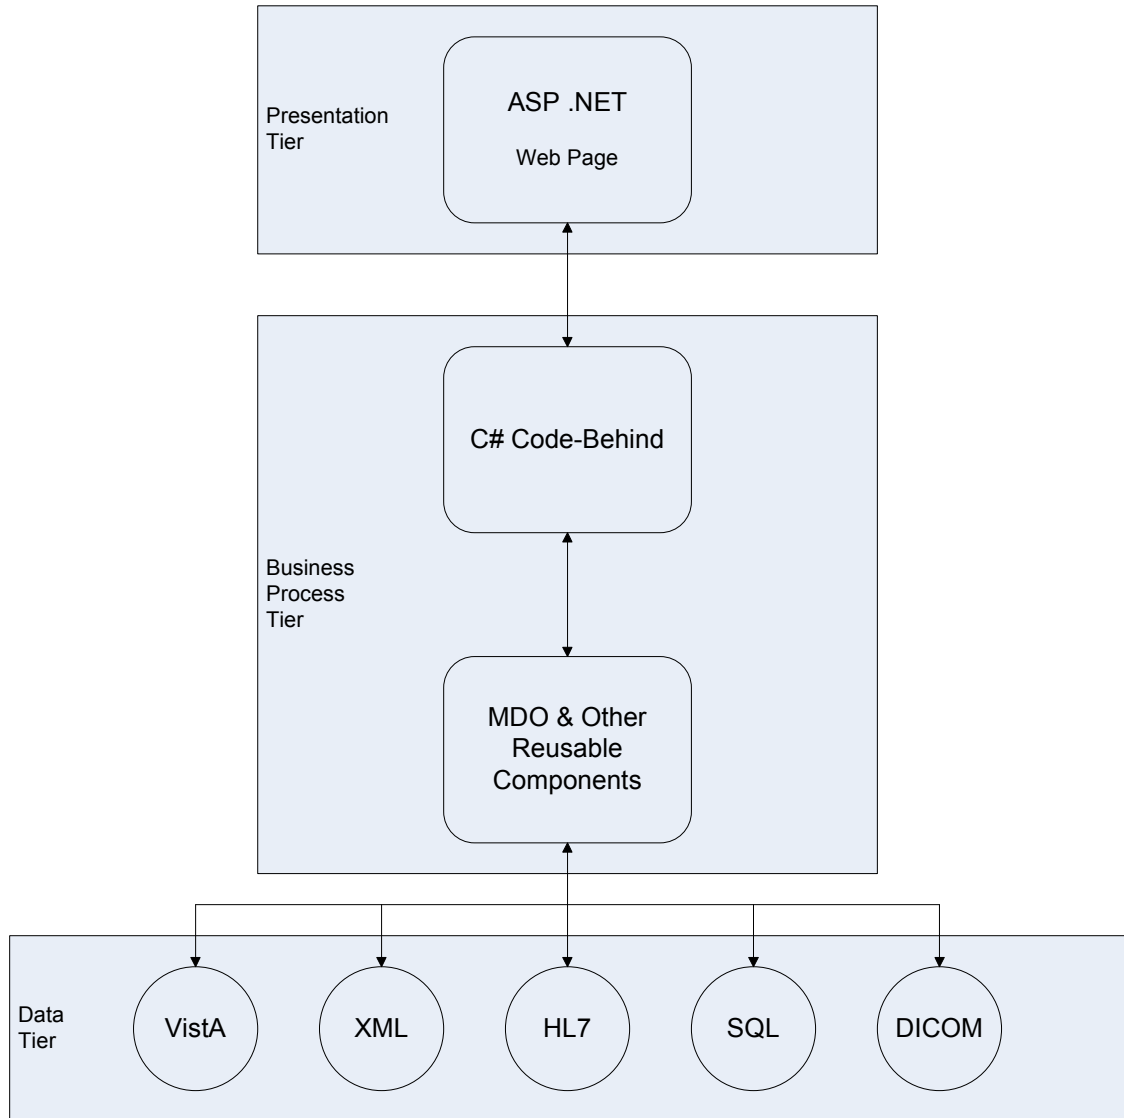 Presentation
Tier
ASP .NET
Web Page
Business
Process
Tier
C# Code-Behind
MDO & Other
Reusable
Components
Data
Tier
VistA
XML
HL7
SQL
DICOM